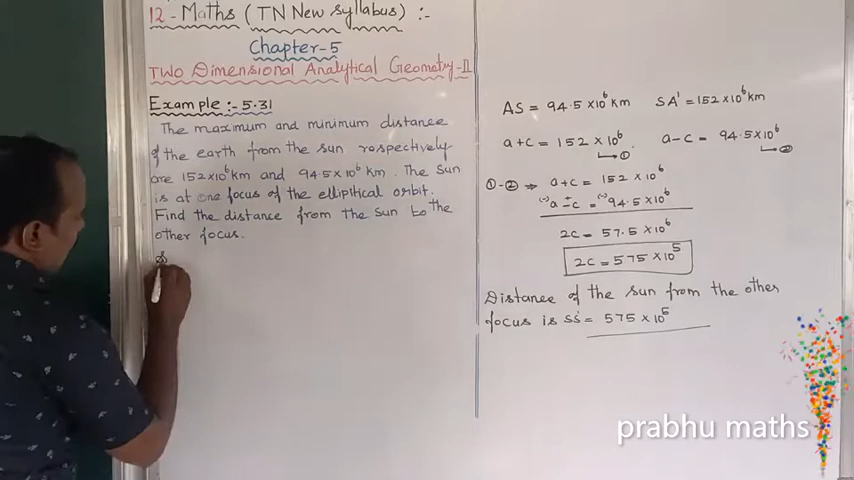 12 - Maths ( TN New syllabus ) :-
Chapter-5
TWO Dimensional Analytical Geometry-II
Example :- 5.31
The maximum and minimum distance
of the earth from the sun respectively
are 152×10⁶ km and 94.5×10⁶ km. The Sun
is at one focus of the elliptical orbit.
Find the distance from the Sun to the
other focus.
S
AS = 94.5×10⁶ km SA' = 152×10⁶ km
a+c = 152 × 10⁶ a-c = 94.5×10⁶
→① →②
①-② ⇒ a+c = 152 × 10⁶
(-)a -+ c = (-)94.5×10⁶
2c = 57.5 × 10⁶
2c = 575 × 10⁵
Distance of the sun from the other
focus is SS' = 575 × 10⁵
prabhu maths